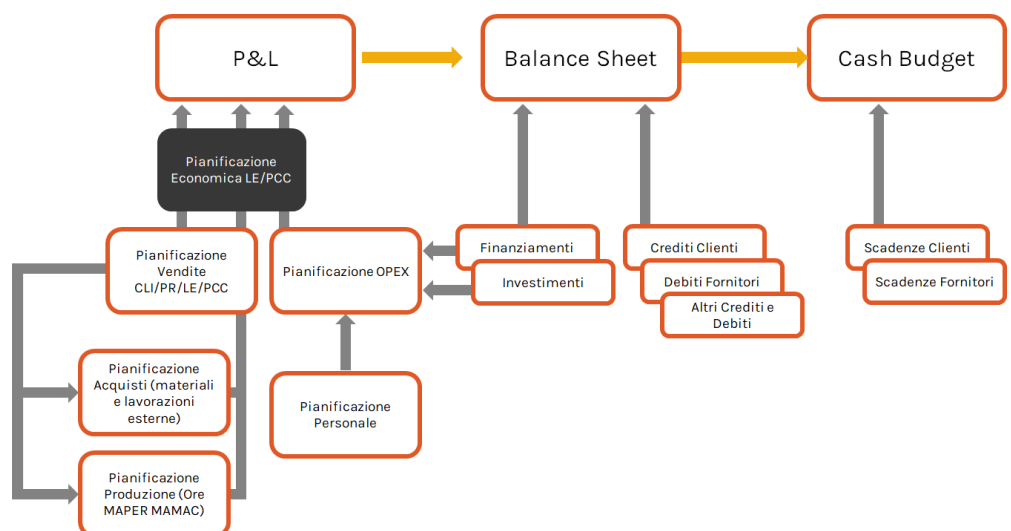 P&L
Balance Sheet
Cash Budget
Pianificazione
Economica LE/PCC
Pianificazione
Vendite
CLI/PR/LE/PCC
Pianificazione OPEX
Finanziamenti
Investimenti
Crediti Clienti
Debiti Fornitori
Altri Crediti e
Debiti
Scadenze Clienti
Scadenze Fornitori
Pianificazione
Acquisti (materiali
e lavorazioni
esterne)
Pianificazione
Personale
Pianificazione
Produzione (Ore
MAPER MAMAC)